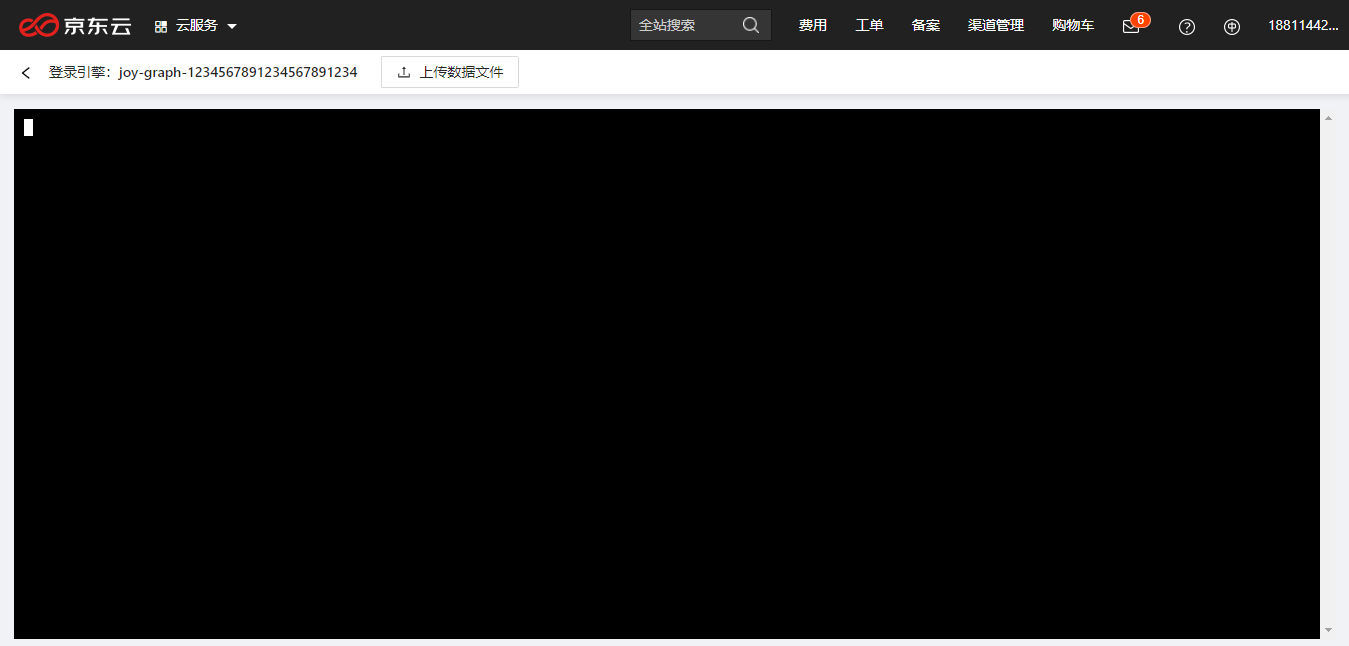 京东云 云服务 全站搜索 费用 工单 备案 渠道管理 购物车 6 18811442...
登录引擎：joy-graph-1234567891234567891234 上传数据文件